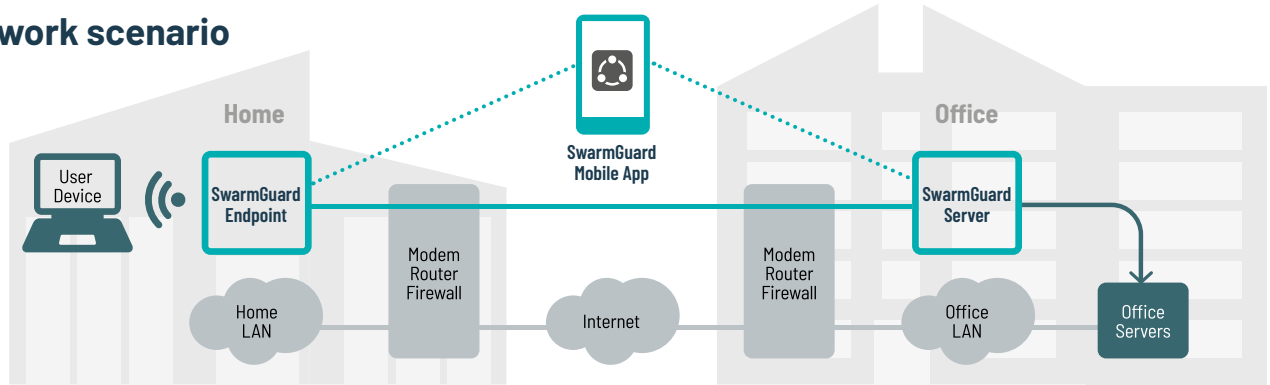 work scenario
Home
Office
User
Device
SwarmGuard
Endpoint
SwarmGuard
Mobile App
SwarmGuard
Server
Modem
Router
Firewall
Modem
Router
Firewall
Home
LAN
Internet
Office
LAN
Office
Servers